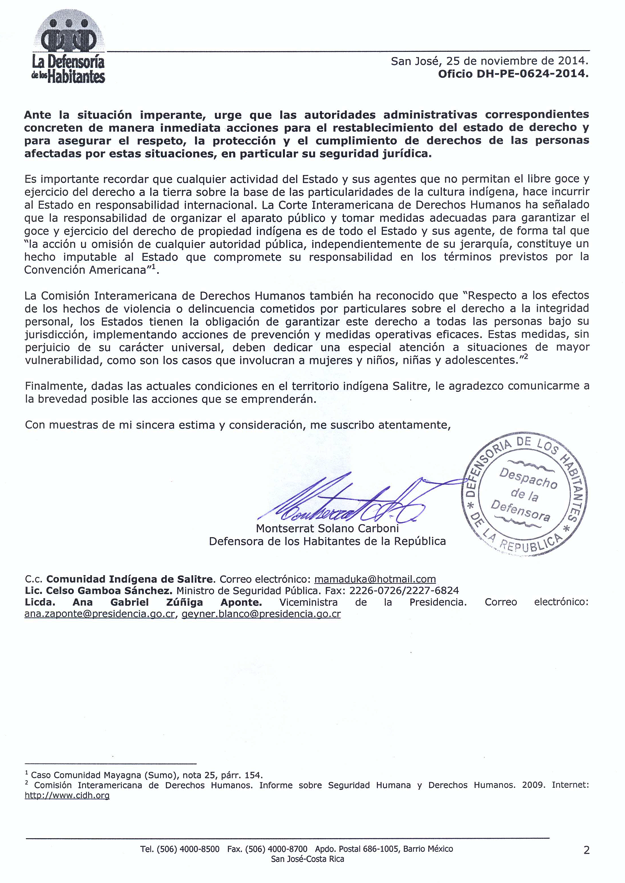 La Defensoría
de los Habitantes
San José, 25 de noviembre de 2014.
Oficio DH-PE-0624-2014.
Ante la situación imperante, urge que las autoridades administrativas correspondientes
concreten de manera inmediata acciones para el restablecimiento del estado de derecho y
para asegurar el respeto, la protección y el cumplimiento de derechos de las personas
afectadas por estas situaciones, en particular su seguridad jurídica.
Es importante recordar que cualquier actividad del Estado y sus agentes que no permitan el libre goce y
ejercicio del derecho a la tierra sobre la base de las particularidades de la cultura indígena, hace incurrir
al Estado en responsabilidad internacional. La Corte Interamericana de Derechos Humanos ha señalado
que la responsabilidad de organizar el aparato público y tomar medidas adecuadas para garantizar el
goce y ejercicio del derecho de propiedad indígena es de todo el Estado y sus agente, de forma tal que
“la acción u omisión de cualquier autoridad pública, independientemente de su jerarquía, constituye un
hecho imputable al Estado que compromete su responsabilidad en los términos previstos por la
Convención Americana”1.
La Comisión Interamericana de Derechos Humanos también ha reconocido que “Respecto a los efectos
de los hechos de violencia o delincuencia cometidos por particulares sobre el derecho a la integridad
personal, los Estados tienen la obligación de garantizar este derecho a todas las personas bajo su
jurisdicción, implementando acciones de prevención y medidas operativas eficaces. Estas medidas, sin
perjuicio de su carácter universal, deben dedicar una especial atención a situaciones de mayor
vulnerabilidad, como son los casos que involucran a mujeres y niños, niñas y adolescentes.”2
Finalmente, dadas las actuales condiciones en el territorio indígena Salitre, le agradezco comunicarme a
la brevedad posible las acciones que se emprenderán.
Con muestras de mi sincera estima y consideración, me suscribo atentamente,
DEFENSORIA DE LOS HABITANTES
DE LA REPUBLICA
Despacho
de la
Defensora
Montserrat Solano Carboni
Defensora de los Habitantes de la República
C.c. Comunidad Indígena de Salitre. Correo electrónico: mamaduka@hotmail.com
Lic. Celso Gamboa Sánchez. Ministro de Seguridad Pública. Fax: 2226-0726/2227-6824
Licda. Ana Gabriel Zúñiga Aponte. Viceministra de la Presidencia. Correo electrónico:
ana.zaponte@presidencia.go.cr, geyner.blanco@presidencia.go.cr
1 Caso Comunidad Mayagna (Sumo), nota 25, párr. 154.
2 Comisión Interamericana de Derechos Humanos. Informe sobre Seguridad Humana y Derechos Humanos. 2009. Internet:
http://www.cidh.org
Tel. (506) 4000-8500 Fax. (506) 4000-8700 Apdo. Postal 686-1005, Barrio México
San José-Costa Rica
2